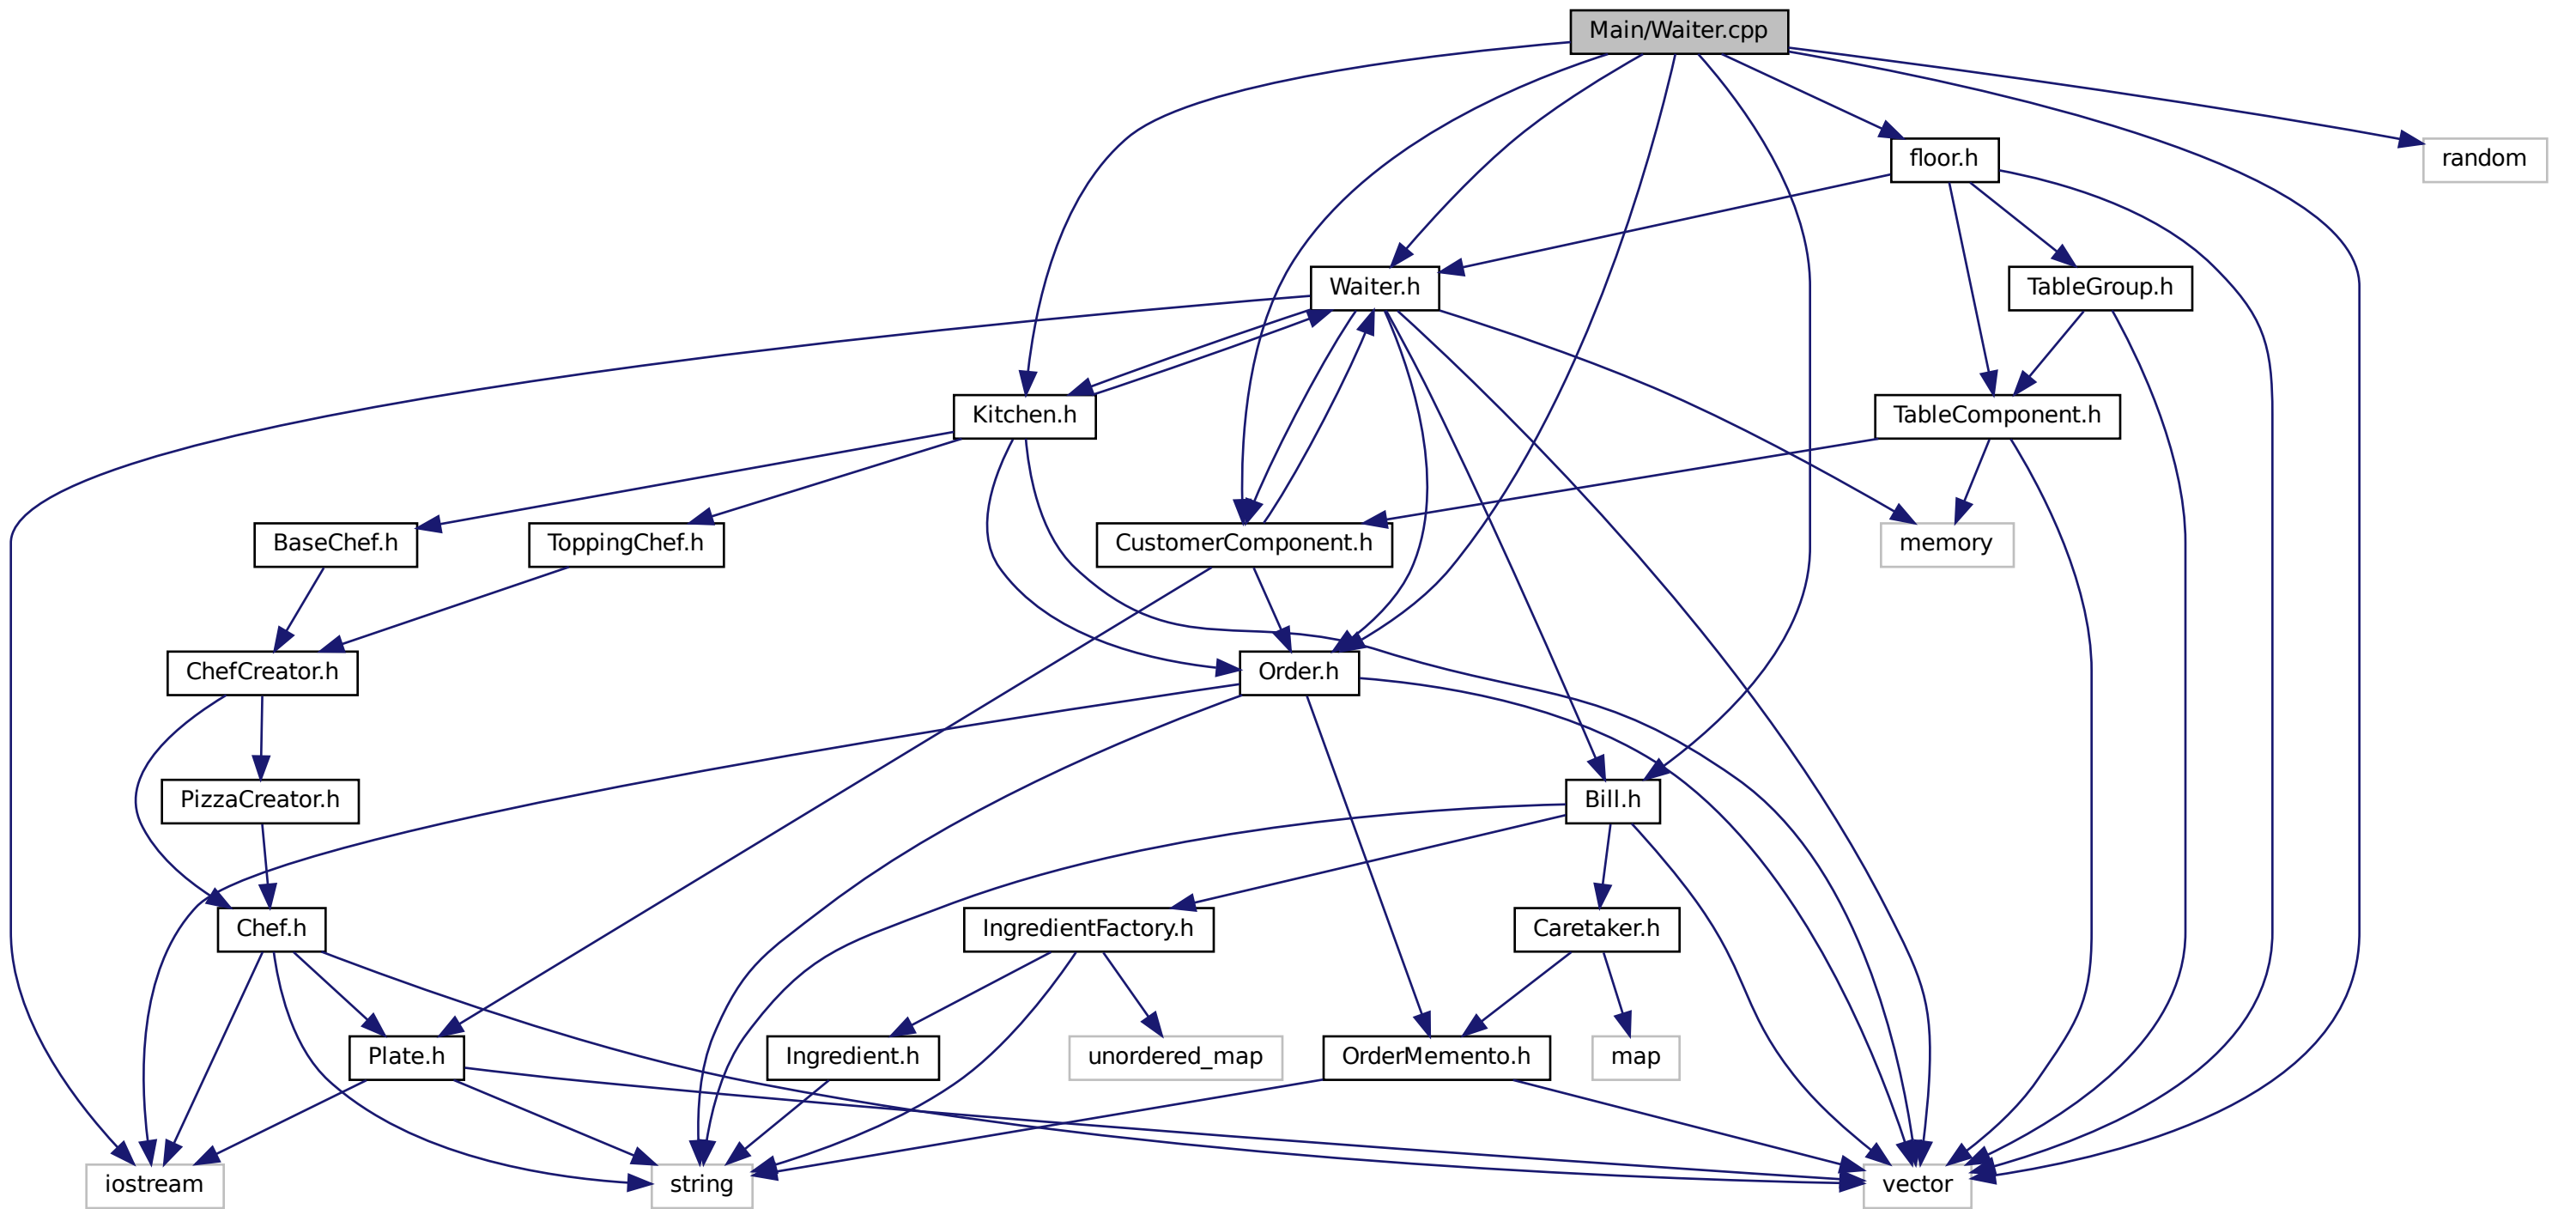 Main/Waiter.cpp
floor.h
random
Waiter.h
TableGroup.h
Kitchen.h
TableComponent.h
BaseChef.h
ToppingChef.h
CustomerComponent.h
memory
ChefCreator.h
Order.h
PizzaCreator.h
Bill.h
Chef.h
IngredientFactory.h
Caretaker.h
Plate.h
Ingredient.h
unordered_map
OrderMemento.h
map
iostream
string
vector